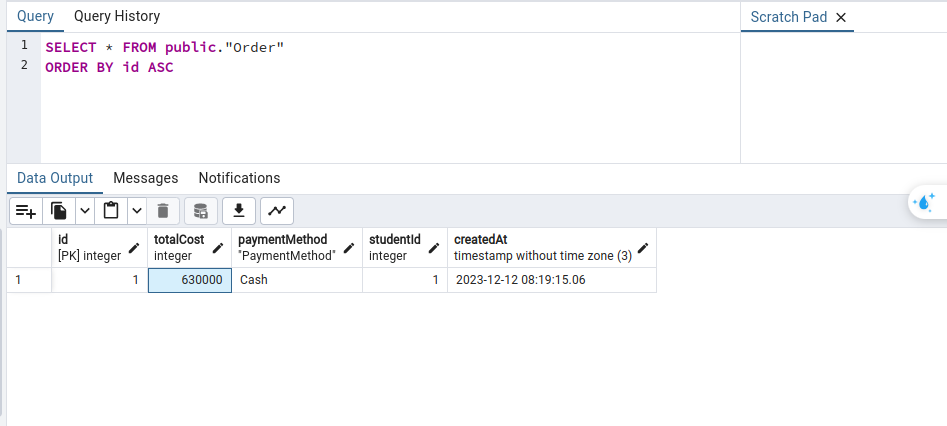 Query Query History
Scratch Pad
1 SELECT * FROM public."Order"
2 ORDER BY id ASC
Data Output Messages Notifications
id totalCost paymentMethod studentId createdAt
[PK] integer integer "PaymentMethod" integer timestamp without time zone (3)
1 1 630000 Cash 1 2023-12-12 08:19:15.06